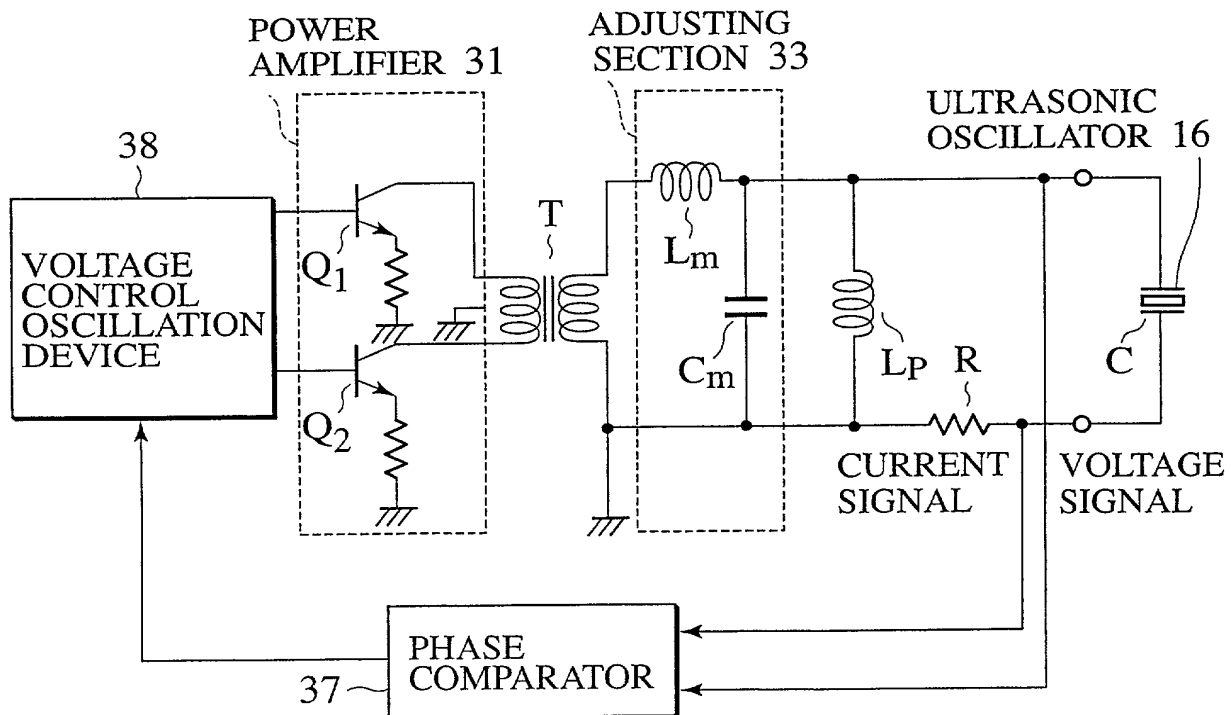 POWER
AMPLIFIER 31
ADJUSTING
SECTION 33
ULTRASONIC
OSCILLATOR 16
38
VOLTAGE
CONTROL
OSCILLATION
DEVICE
Q1
Q2
T
Lm
Cm
LP
R
C
CURRENT
SIGNAL
VOLTAGE
SIGNAL
PHASE
COMPARATOR
37